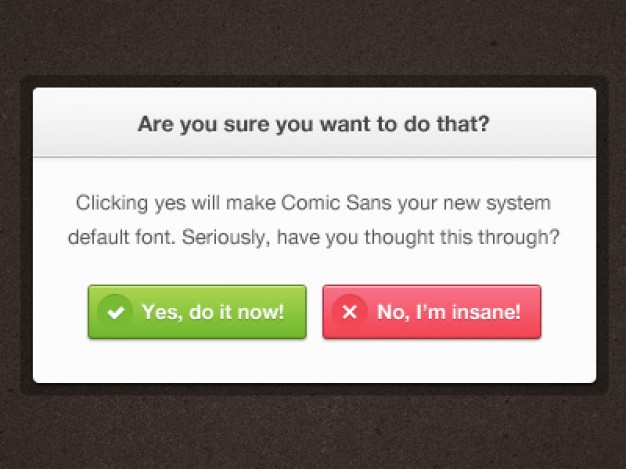 Are you sure you want to do that?
Clicking yes will make Comic Sans your new system
default font. Seriously, have you thought this through?
Yes, do it now!
No, I'm insane!